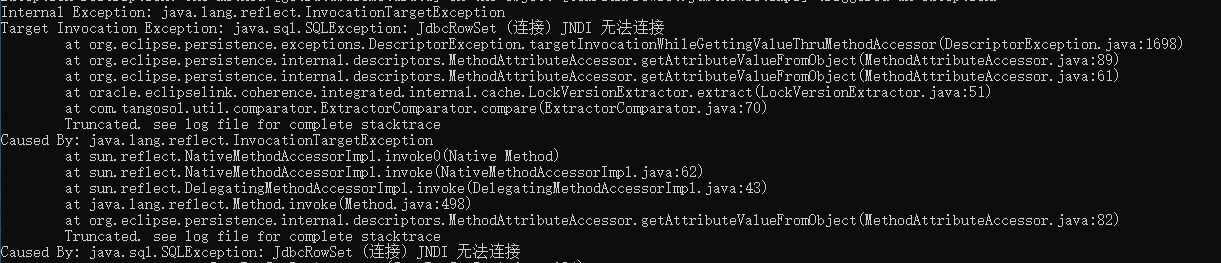 Internal Exception: java.lang.reflect.InvocationTargetException
Target Invocation Exception: java.sql.SQLException: JdbcRowSet (连接) JNDI 无法连接
at org.eclipse.persistence.exceptions.DescriptorException.targetInvocationWhileGettingValueThruMethodAccessor(DescriptorException.java:1698)
at org.eclipse.persistence.internal.descriptors.MethodAttributeAccessor.getAttributeValueFromObject(MethodAttributeAccessor.java:89)
at org.eclipse.persistence.internal.descriptors.MethodAttributeAccessor.getAttributeValueFromObject(MethodAttributeAccessor.java:61)
at oracle.eclipselink.coherence.integrated.internal.cache.LockVersionExtractor.extract(LockVersionExtractor.java:51)
at com.tangosol.util.comparator.ExtractorComparator.compare(ExtractorComparator.java:70)
Truncated. see log file for complete stacktrace
Caused By: java.lang.reflect.InvocationTargetException
at sun.reflect.NativeMethodAccessorImpl.invoke0(Native Method)
at sun.reflect.NativeMethodAccessorImpl.invoke(NativeMethodAccessorImpl.java:62)
at sun.reflect.DelegatingMethodAccessorImpl.invoke(DelegatingMethodAccessorImpl.java:43)
at java.lang.reflect.Method.invoke(Method.java:498)
at org.eclipse.persistence.internal.descriptors.MethodAttributeAccessor.getAttributeValueFromObject(MethodAttributeAccessor.java:82)
Truncated. see log file for complete stacktrace
Caused By: java.sql.SQLException: JdbcRowSet (连接) JNDI 无法连接